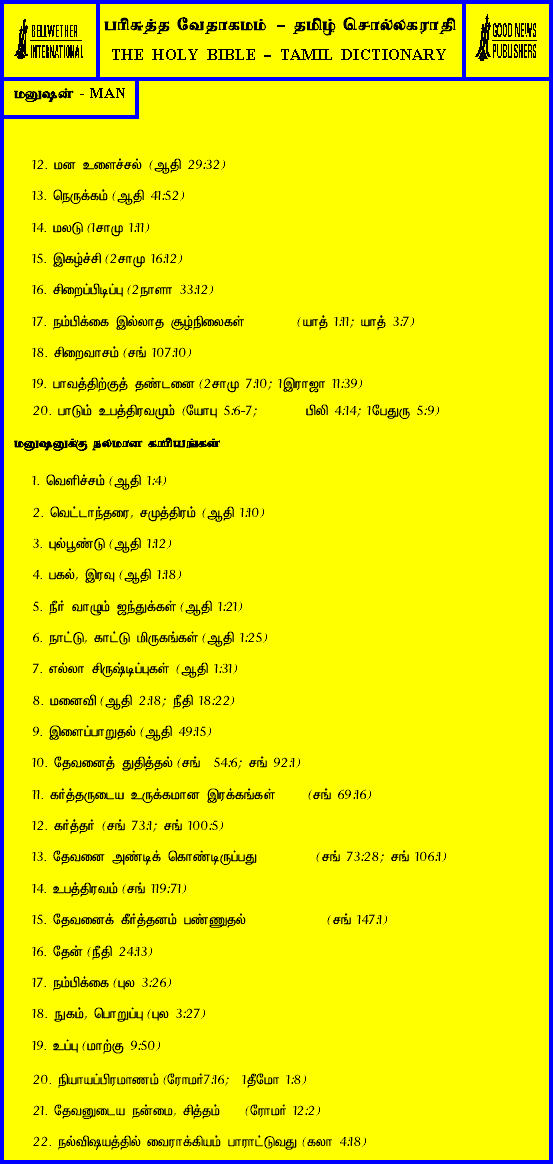 BELLWETHER
INTERNATIONAL
பரிசுத்த வேதாகமம் – தமிழ் சொல்லகராதி
THE HOLY BIBLE – TAMIL DICTIONARY
GOOD NEWS
PUBLISHERS
மனுஷன் - MAN
12. மன உளைச்சல் (ஆதி 29:32)
13. நெருக்கம் (ஆதி 41:52)
14. மலடு (1சாமு 1:11)
15. இகழ்ச்சி (2சாமு 16:12)
16. சிறைப்பிடிப்பு (2நாளா 33:12)
17. நம்பிக்கை இல்லாத சூழ்நிலைகள் (யாத் 1:11; யாத் 3:7)
18. சிறைவாசம் (சங் 107:10)
19. பாவத்திற்குத் தண்டனை (2சாமு 7:10; 1இராஜா 11:39)
20. பாடும் உபத்திரவமும் (யோபு 5:6-7; பிலி 4:14; 1பேதுரு 5:9)
மனுஷனுக்கு நலமான காரியங்கள்
1. வெளிச்சம் (ஆதி 1:4)
2. வெட்டாந்தரை, சமுத்திரம் (ஆதி 1:10)
3. புல்பூண்டு (ஆதி 1:12)
4. பகல், இரவு (ஆதி 1:18)
5. நீர் வாழும் ஜந்துக்கள் (ஆதி 1:21)
6. நாட்டு, காட்டு மிருகங்கள் (ஆதி 1:25)
7. எல்லா சிருஷ்டிப்புகள் (ஆதி 1:31)
8. மனைவி (ஆதி 2:18; நீதி 18:22)
9. இளைப்பாறுதல் (ஆதி 49:15)
10. தேவனைத் துதித்தல் (சங் 54:6; சங் 92:1)
11. கர்த்தருடைய உருக்கமான இரக்கங்கள் (சங் 69:16)
12. கர்த்தர் (சங் 73:1; சங் 100:5)
13. தேவனை அண்டிக் கொண்டிருப்பது (சங் 73:28; சங் 106:1)
14. உபத்திரவம் (சங் 119:71)
15. தேவனைக் கீர்த்தனம் பண்ணுதல் (சங் 147:1)
16. தேன் (நீதி 24:13)
17. நம்பிக்கை (புல 3:26)
18. நுகம், பொறுப்பு (புல 3:27)
19. உப்பு (மாற்கு 9:50)
20. நியாயப்பிரமாணம் (ரோமர்7:16; 1தீமோ 1:8)
21. தேவனுடைய நன்மை, சித்தம் (ரோமர் 12:2)
22. நல்விஷயத்தில் வைராக்கியம் பாராட்டுவது (கலா 4:18)